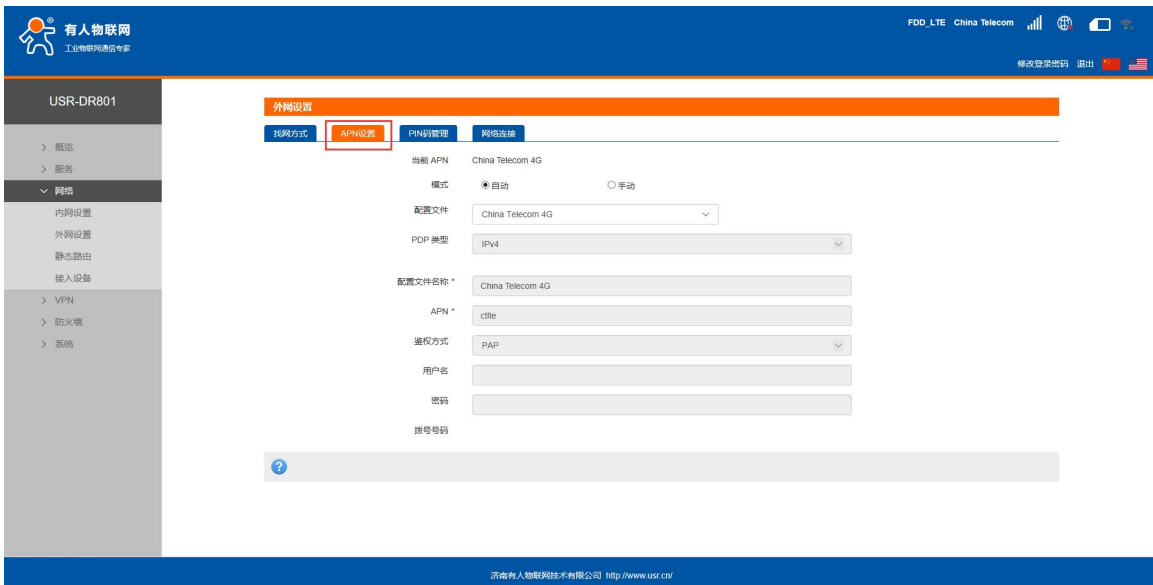 有人物联网
工业物联网通信专家
FDD_LTE China Telecom
修改登录密码 退出
USR-DR801
概览
服务
网络
内网设置
外网设置
静态路由
接入设备
VPN
防火墙
系统
外网设置
找网方式 APN设置 PIN码管理 网络连接
当前 APN China Telecom 4G
模式 自动 手动
配置文件 China Telecom 4G
PDP 类型 IPv4
配置文件名称 * China Telecom 4G
APN * ctlte
鉴权方式 PAP
用户名
密码
拨号号码
济南有人物联网技术有限公司 http://www.usr.cn/